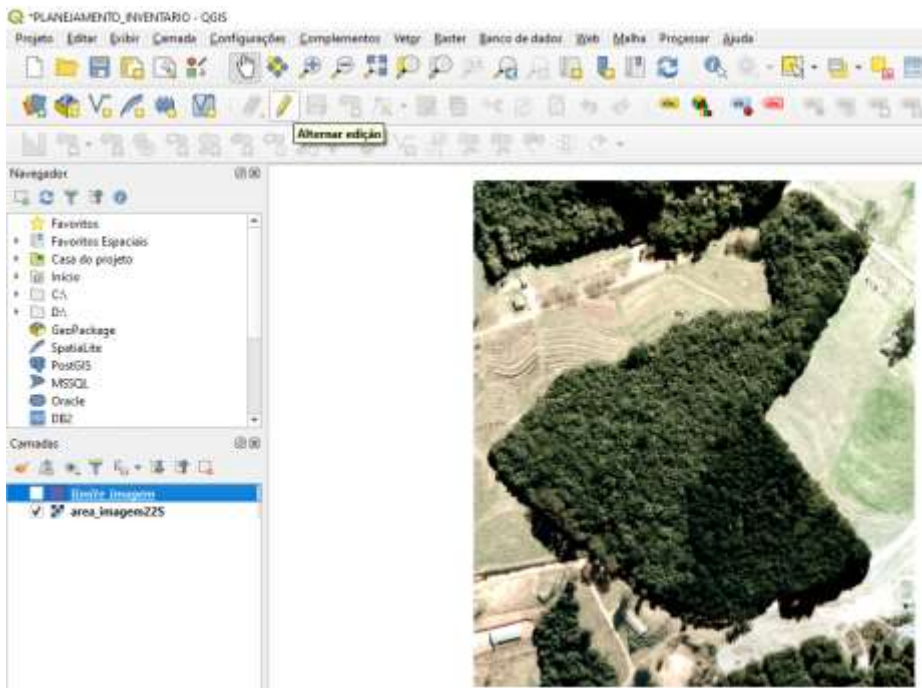 *PLANEJAMENTO_INVENTARIO - QGIS
Projeto Editar Exibir Camada Configurações Complementos Vetor Raster Banco de dados Web Malha Processar Ajuda
Alternar edição
Navegador
Favoritos
Favoritos Espaciais
Casa do projeto
Início
C:\
D:\
GeoPackage
SpatiaLite
PostGIS
MSSQL
Oracle
DB2
Camadas
limite_imagem
area_imagem225